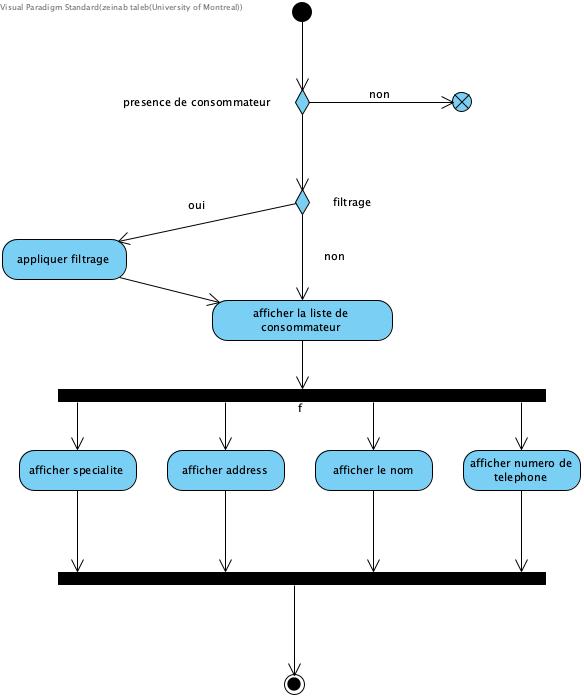 Visual Paradigm Standard(zeinab taleb(University of Montreal))
presence de consommateur
non
oui
filtrage
appliquer filtrage
non
afficher la liste de
consommateur
f
afficher specialite
afficher address
afficher le nom
afficher numero de
telephone